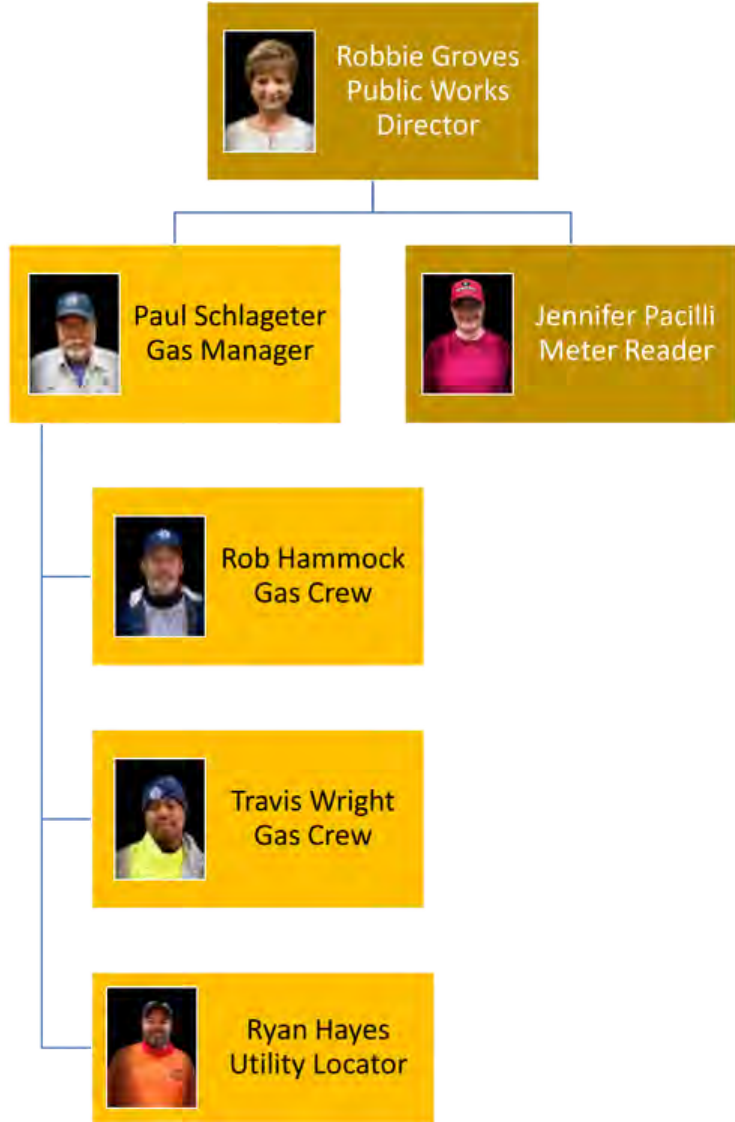 Robbie Groves
Public Works
Director
Paul Schlageter
Gas Manager
Jennifer Pacilli
Meter Reader
Rob Hammock
Gas Crew
Travis Wright
Gas Crew
Ryan Hayes
Utility Locator